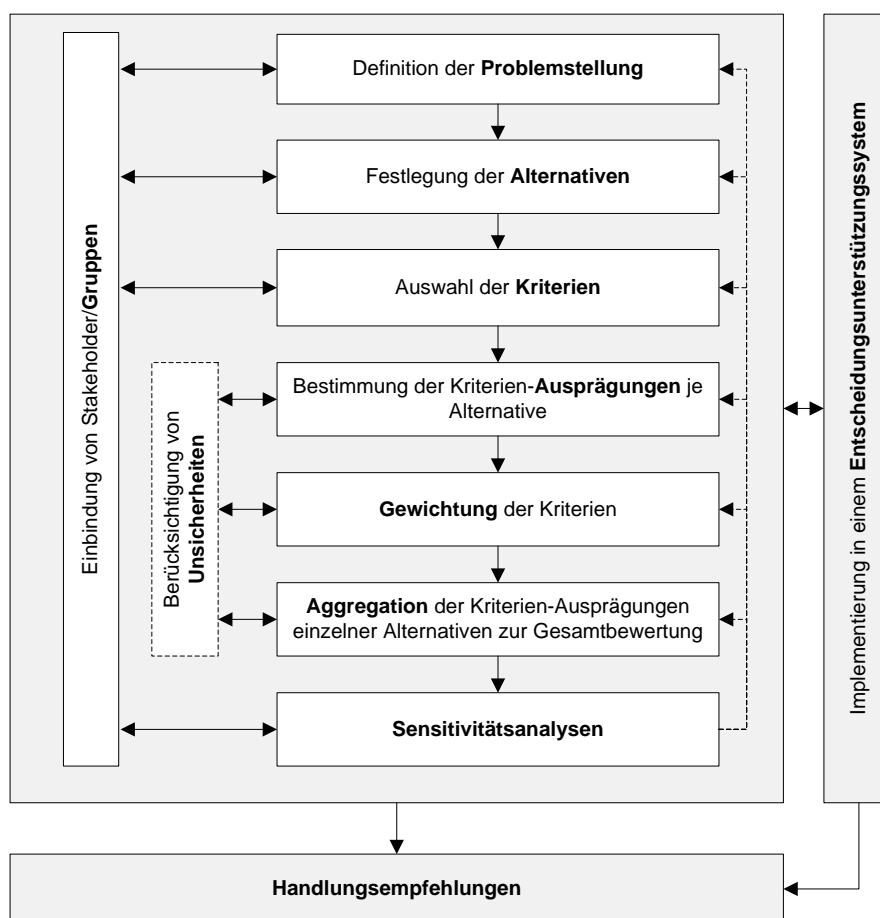 Definition der Problemstellung
Festlegung der Alternativen
Auswahl der Kriterien
Bestimmung der Kriterien-Ausprägungen je
Alternative
Gewichtung der Kriterien
Aggregation der Kriterien-Ausprägungen
einzelner Alternativen zur Gesamtbewertung
Sensitivitätsanalysen
Einbindung von Stakeholder/Gruppen
Berücksichtigung von
Unsicherheiten
Implementierung in einem Entscheidungsunterstützungssystem
Handlungsempfehlungen